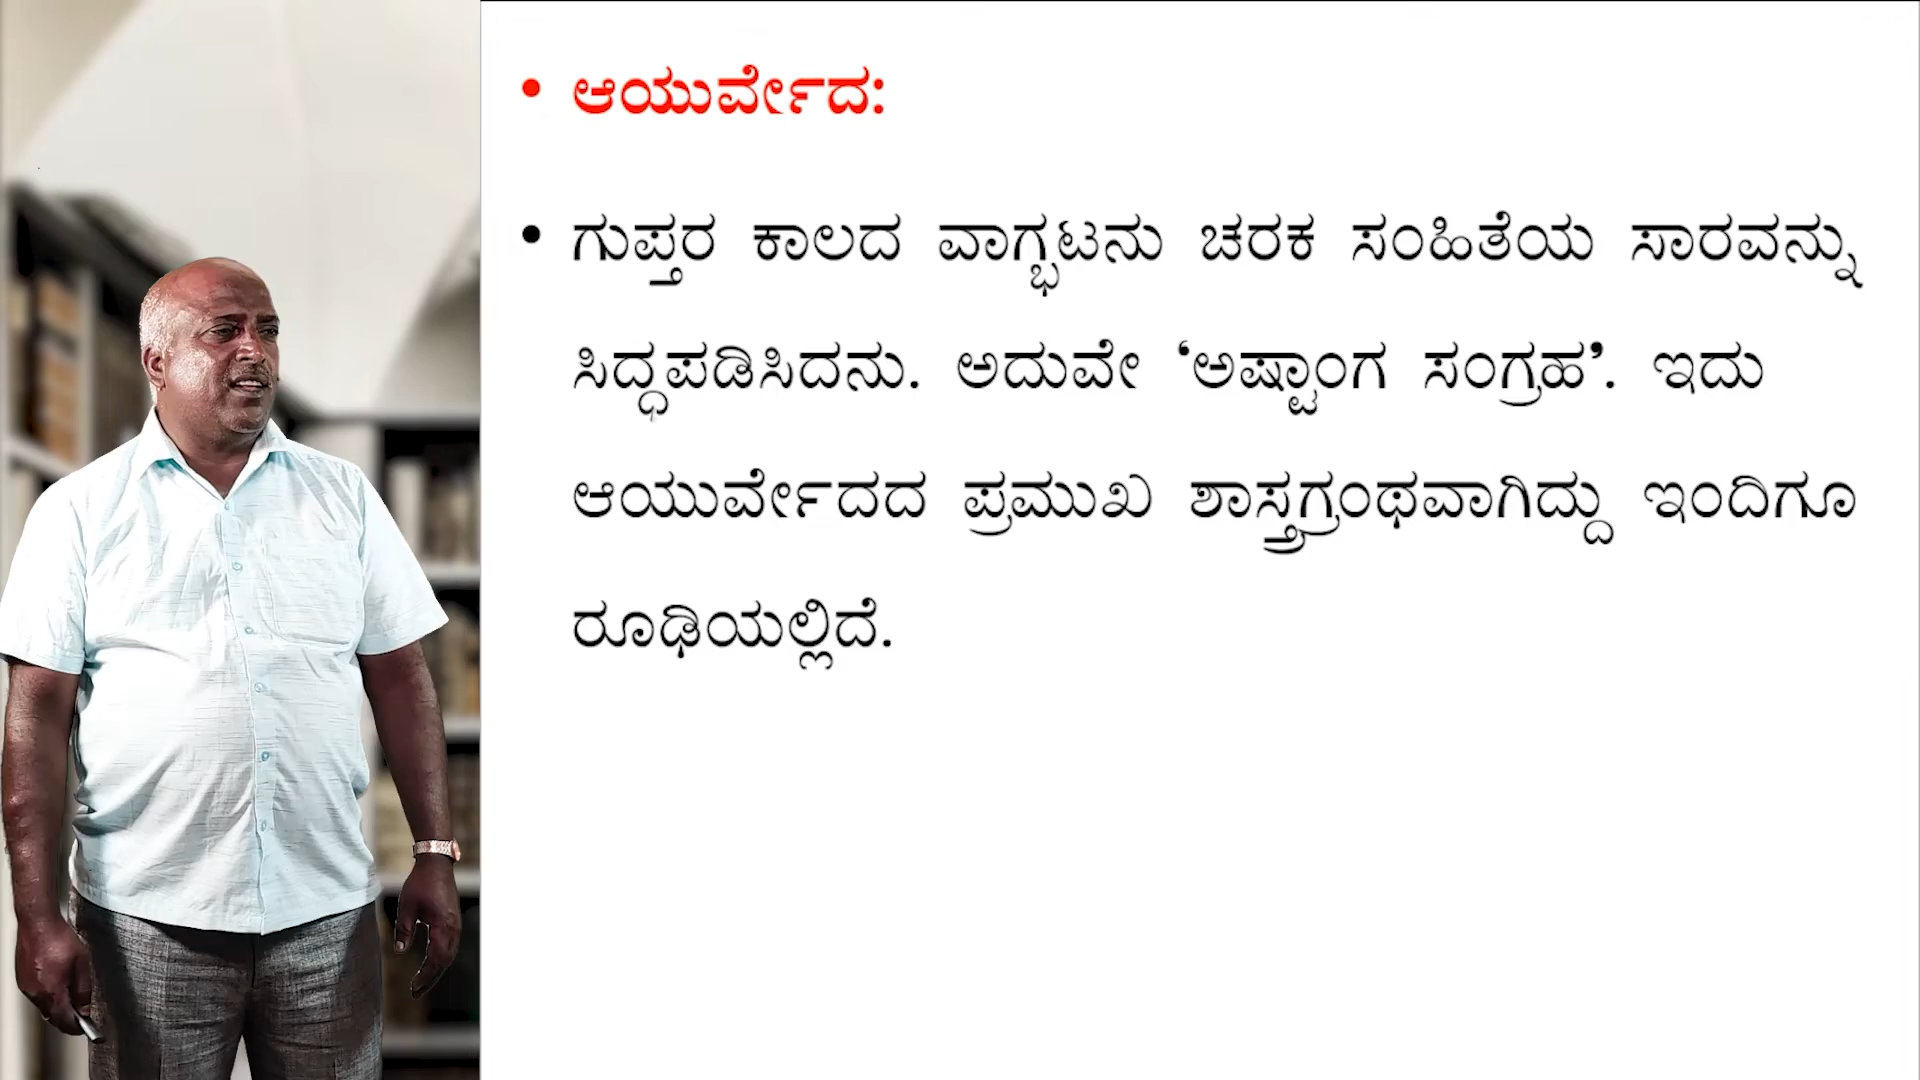 • ಆಯುರ್ವೇದ:
• ಗುಪ್ತರ ಕಾಲದ ವಾಗ್ಭಟನು ಚರಕ ಸಂಹಿತೆಯ ಸಾರವನ್ನು
ಸಿದ್ಧಪಡಿಸಿದನು. ಅದುವೇ ‘ಅಷ್ಟಾಂಗ ಸಂಗ್ರಹ’. ಇದು
ಆಯುರ್ವೇದದ ಪ್ರಮುಖ ಶಾಸ್ತ್ರಗ್ರಂಥವಾಗಿದ್ದು ಇಂದಿಗೂ
ರೂಢಿಯಲ್ಲಿದೆ.